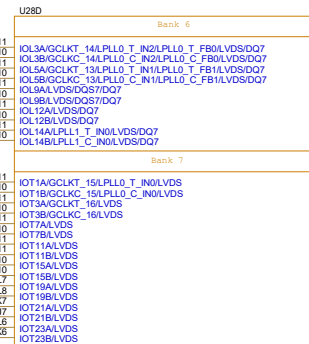 U28D
Bank 6
IOL3A/GCLKT_14/LPLL0_T_IN2/LPLL0_T_FB0/LVDS/DQ7
IOL3B/GCLKC_14/LPLL0_C_IN2/LPLL0_C_FB0/LVDS/DQ7
IOL5A/GCLKT_13/LPLL0_T_IN1/LPLL0_T_FB1/LVDS/DQ7
IOL5B/GCLKC_13/LPLL0_C_IN1/LPLL0_C_FB1/LVDS/DQ7
IOL9A/LVDS/DQS7/DQ7
IOL9B/LVDS/DQS7/DQ7
IOL12A/LVDS/DQ7
IOL12B/LVDS/DQ7
IOL14A/LPLL1_T_IN0/LVDS/DQ7
IOL14B/LPLL1_C_IN0/LVDS/DQ7
Bank 7
IOT1A/GCLKT_15/LPLL0_T_IN0/LVDS
IOT1B/GCLKC_15/LPLL0_C_IN0/LVDS
IOT3A/GCLKT_16/LVDS
IOT3B/GCLKC_16/LVDS
IOT7A/LVDS
IOT7B/LVDS
IOT11A/LVDS
IOT11B/LVDS
IOT15A/LVDS
IOT15B/LVDS
IOT19A/LVDS
IOT19B/LVDS
IOT21A/LVDS
IOT21B/LVDS
IOT23A/LVDS
IOT23B/LVDS